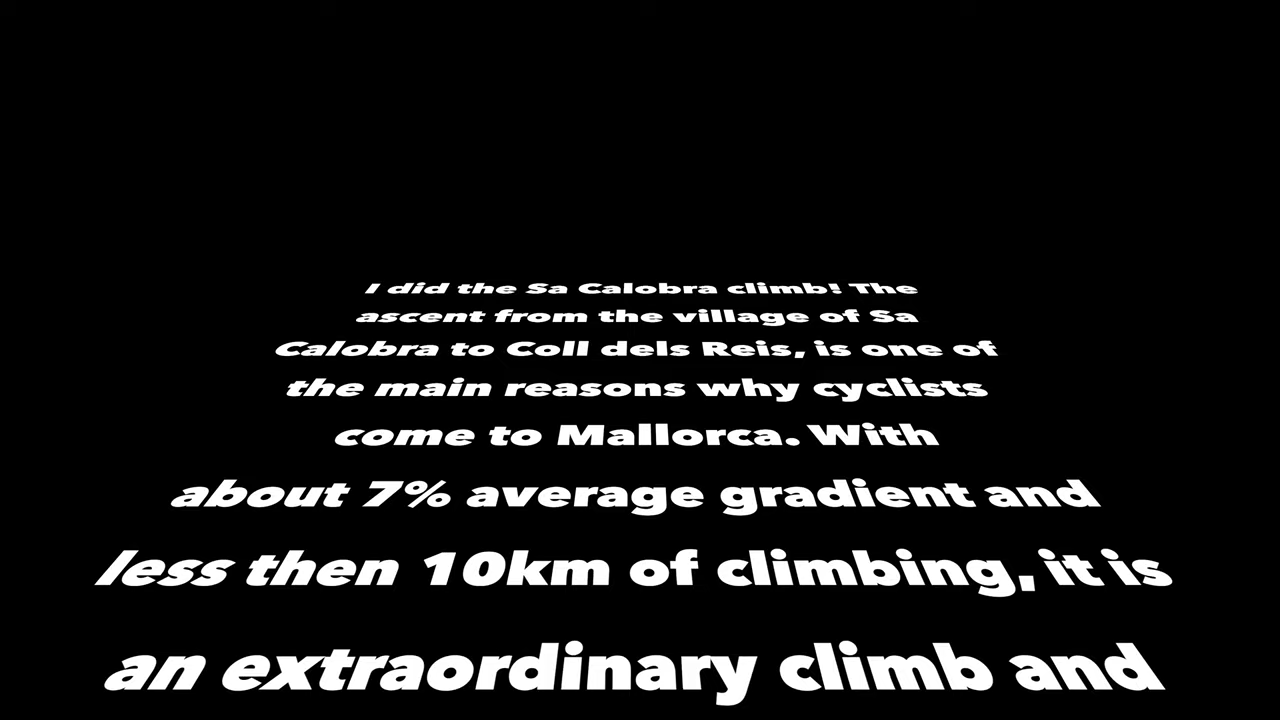 I did the Sa Calobra climb! The
ascent from the village of Sa
Calobra to Coll dels Reis, is one of
the main reasons why cyclists
come to Mallorca. With
about 7% average gradient and
less then 10km of climbing, it is
an extraordinary climb and